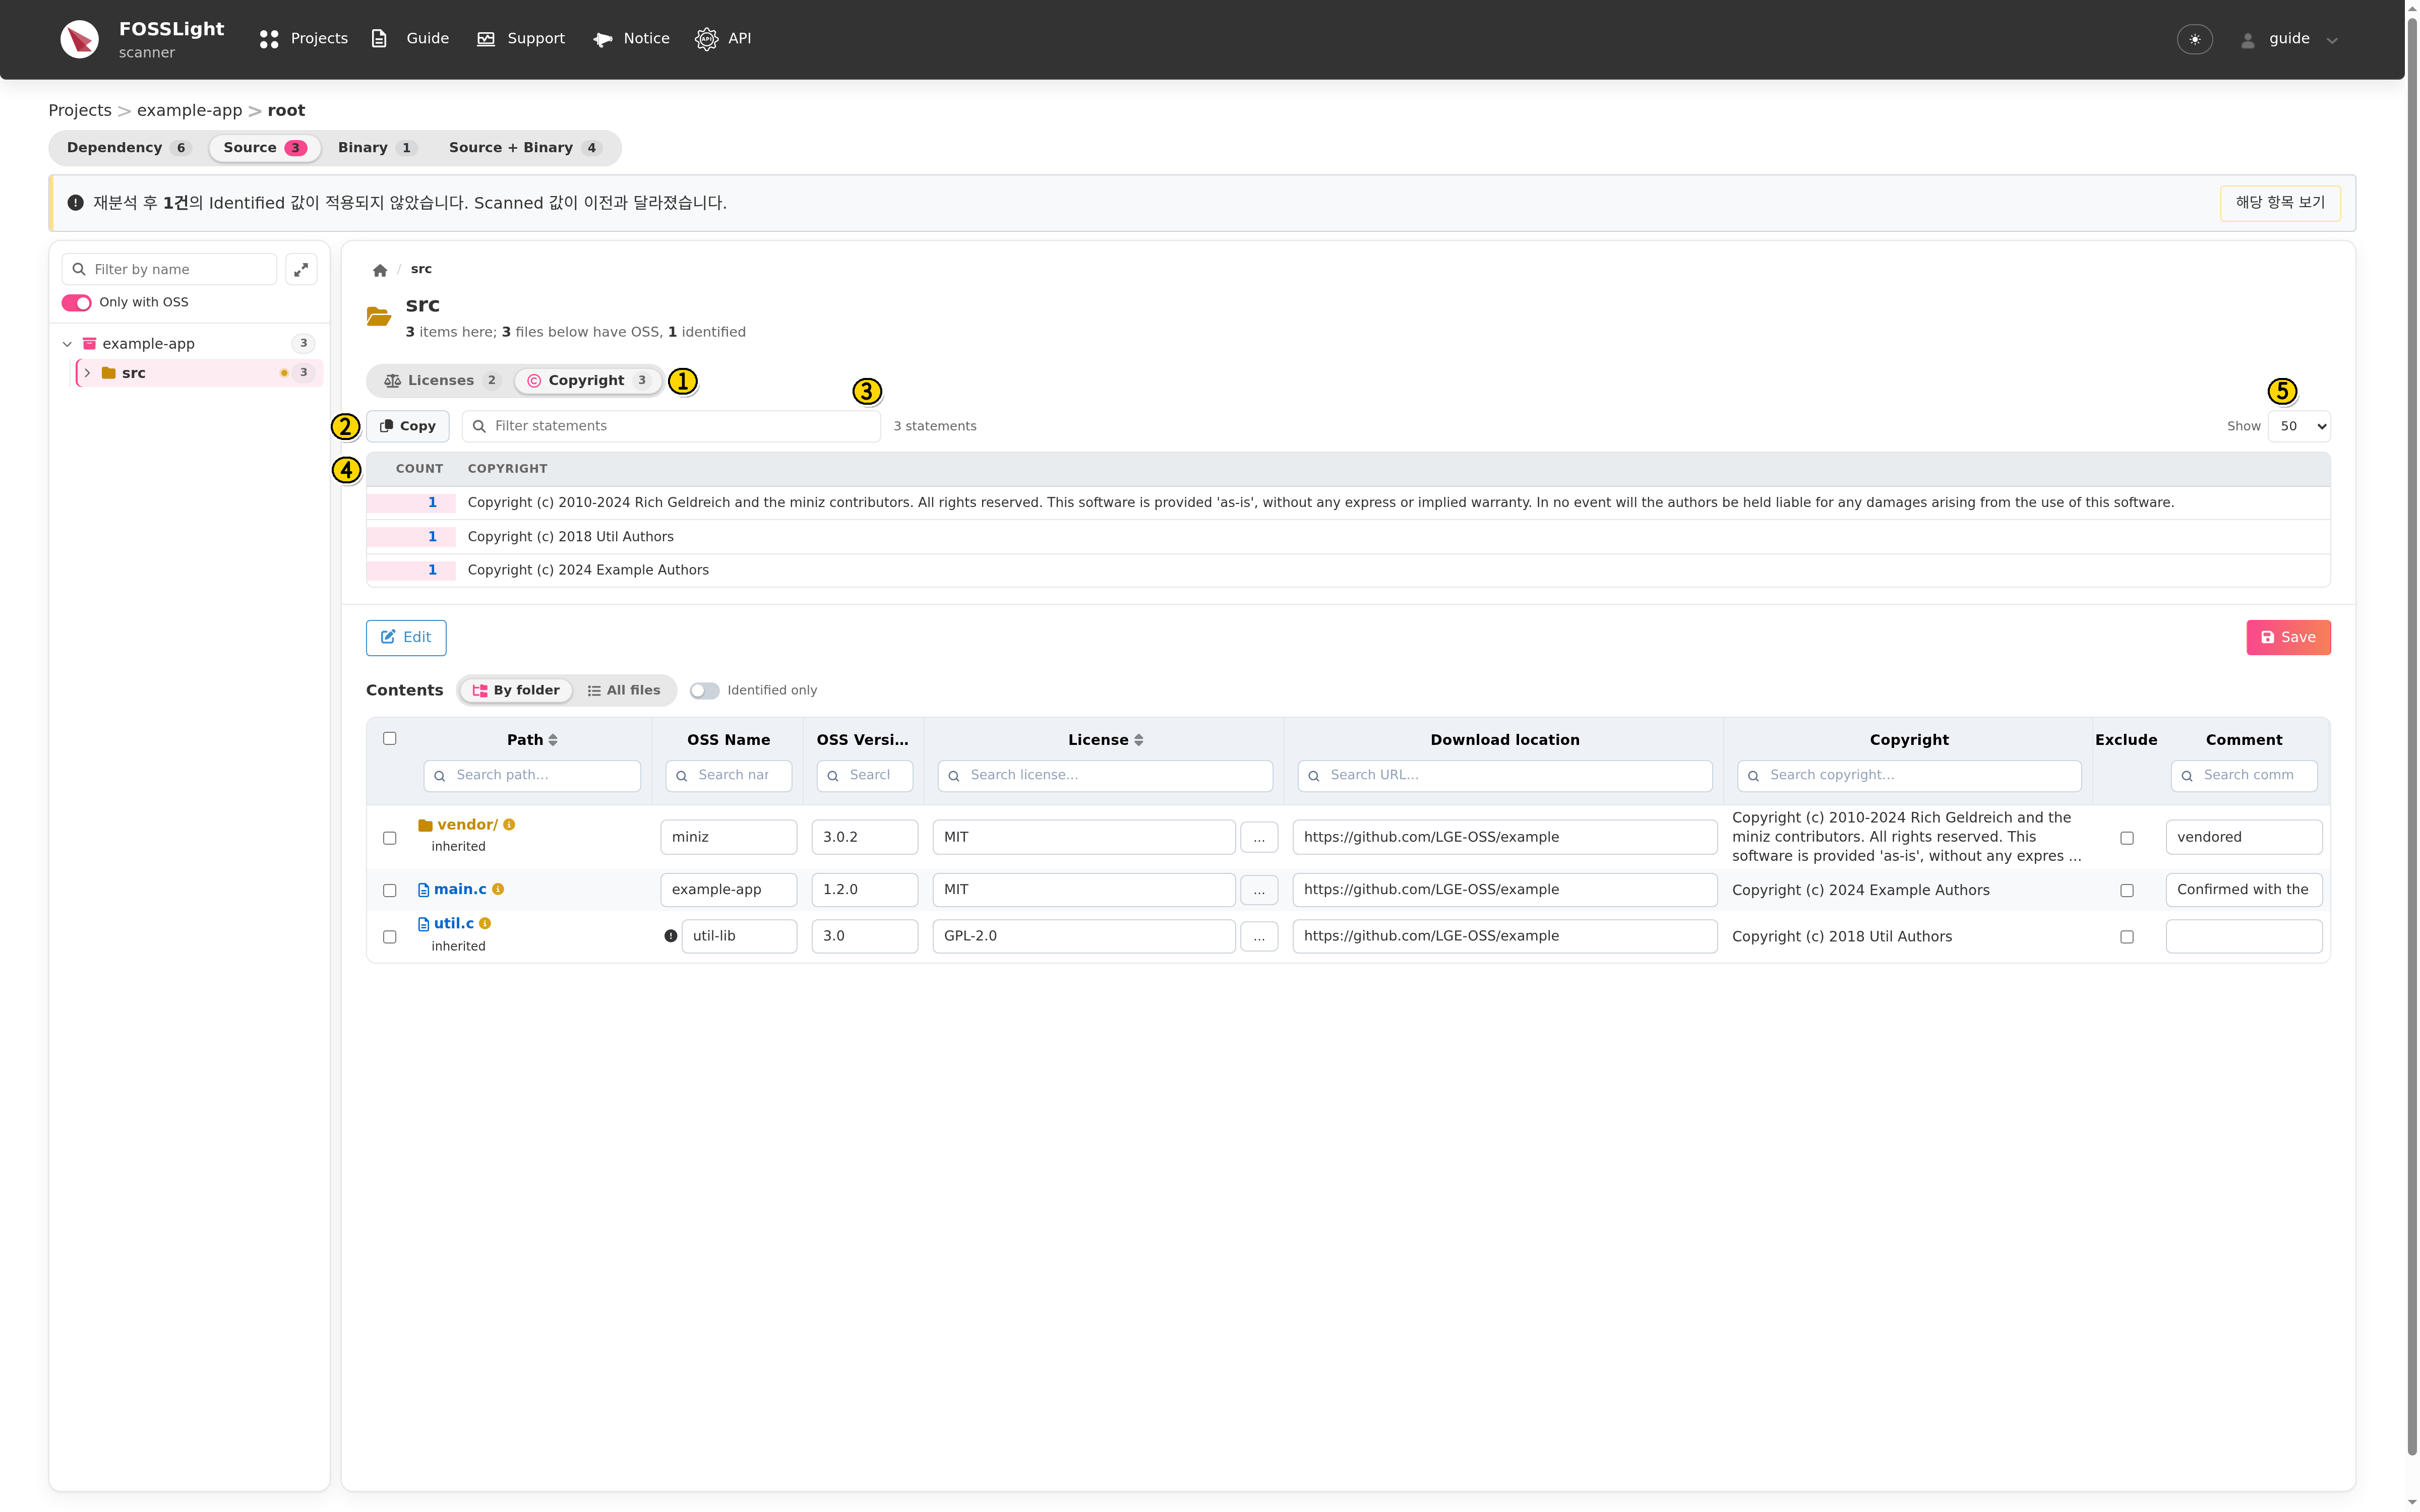 FOSSLight
scanner
Projects
Guide
Support
Notice
API
guide
Projects > example-app > root
Dependency 6
Source 3
Binary 1
Source + Binary 4
재분석 후 1건의 Identified 값이 적용되지 않았습니다. Scanned 값이 이전과 달라졌습니다.
해당 항목 보기
Filter by name
Only with OSS
example-app 3
src 3
/ src
src
3 items here; 3 files below have OSS, 1 identified
Licenses 2
Copyright 3
1
2
Copy
Filter statements
3
3 statements
5
Show 50
4
COUNT COPYRIGHT
1 Copyright (c) 2010-2024 Rich Geldreich and the miniz contributors. All rights reserved. This software is provided 'as-is', without any express or implied warranty. In no event will the authors be held liable for any damages arising from the use of this software.
1 Copyright (c) 2018 Util Authors
1 Copyright (c) 2024 Example Authors
Edit
Save
Contents
By folder
All files
Identified only
Path OSS Name OSS Versi... License Download location Copyright Exclude Comment
Search path... Search nar Searcl Search license... Search URL... Search copyright... Search comm
vendor/
inherited
miniz 3.0.2 MIT ... https://github.com/LGE-OSS/example
Copyright (c) 2010-2024 Rich Geldreich and the
miniz contributors. All rights reserved. This
software is provided 'as-is', without any expres ...
vendored
main.c example-app 1.2.0 MIT ... https://github.com/LGE-OSS/example Copyright (c) 2024 Example Authors Confirmed with the
util.c
inherited
util-lib 3.0 GPL-2.0 ... https://github.com/LGE-OSS/example Copyright (c) 2018 Util Authors